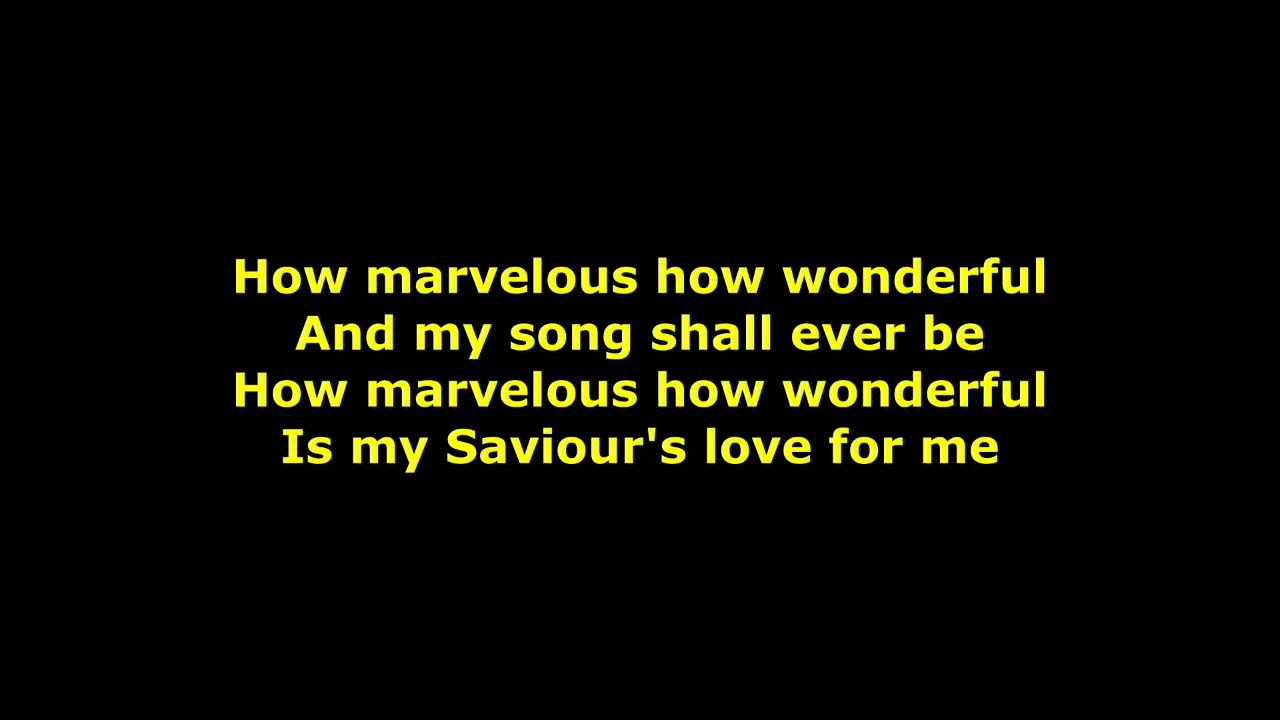 How marvelous how wonderful
And my song shall ever be
How marvelous how wonderful
Is my Saviour's love for me